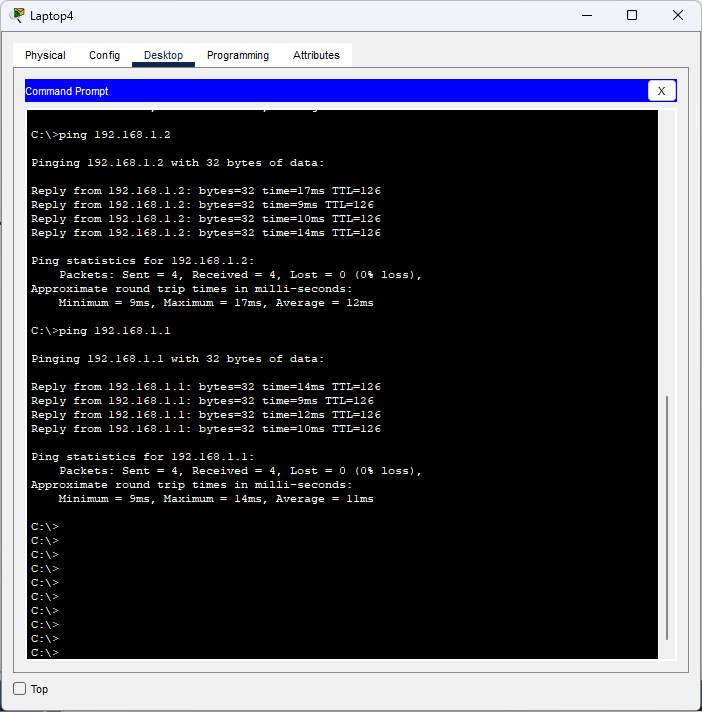 Laptop4
Physical Config Desktop Programming Attributes
Command Prompt X
C:\>ping 192.168.1.2
Pinging 192.168.1.2 with 32 bytes of data:
Reply from 192.168.1.2: bytes=32 time=17ms TTL=126
Reply from 192.168.1.2: bytes=32 time=9ms TTL=126
Reply from 192.168.1.2: bytes=32 time=10ms TTL=126
Reply from 192.168.1.2: bytes=32 time=14ms TTL=126
Ping statistics for 192.168.1.2:
Packets: Sent = 4, Received = 4, Lost = 0 (0% loss),
Approximate round trip times in milli-seconds:
Minimum = 9ms, Maximum = 17ms, Average = 12ms
C:\>ping 192.168.1.1
Pinging 192.168.1.1 with 32 bytes of data:
Reply from 192.168.1.1: bytes=32 time=14ms TTL=126
Reply from 192.168.1.1: bytes=32 time=9ms TTL=126
Reply from 192.168.1.1: bytes=32 time=12ms TTL=126
Reply from 192.168.1.1: bytes=32 time=10ms TTL=126
Ping statistics for 192.168.1.1:
Packets: Sent = 4, Received = 4, Lost = 0 (0% loss),
Approximate round trip times in milli-seconds:
Minimum = 9ms, Maximum = 14ms, Average = 11ms
C:\>
C:\>
C:\>
C:\>
C:\>
C:\>
C:\>
C:\>
C:\>
C:\>
Top